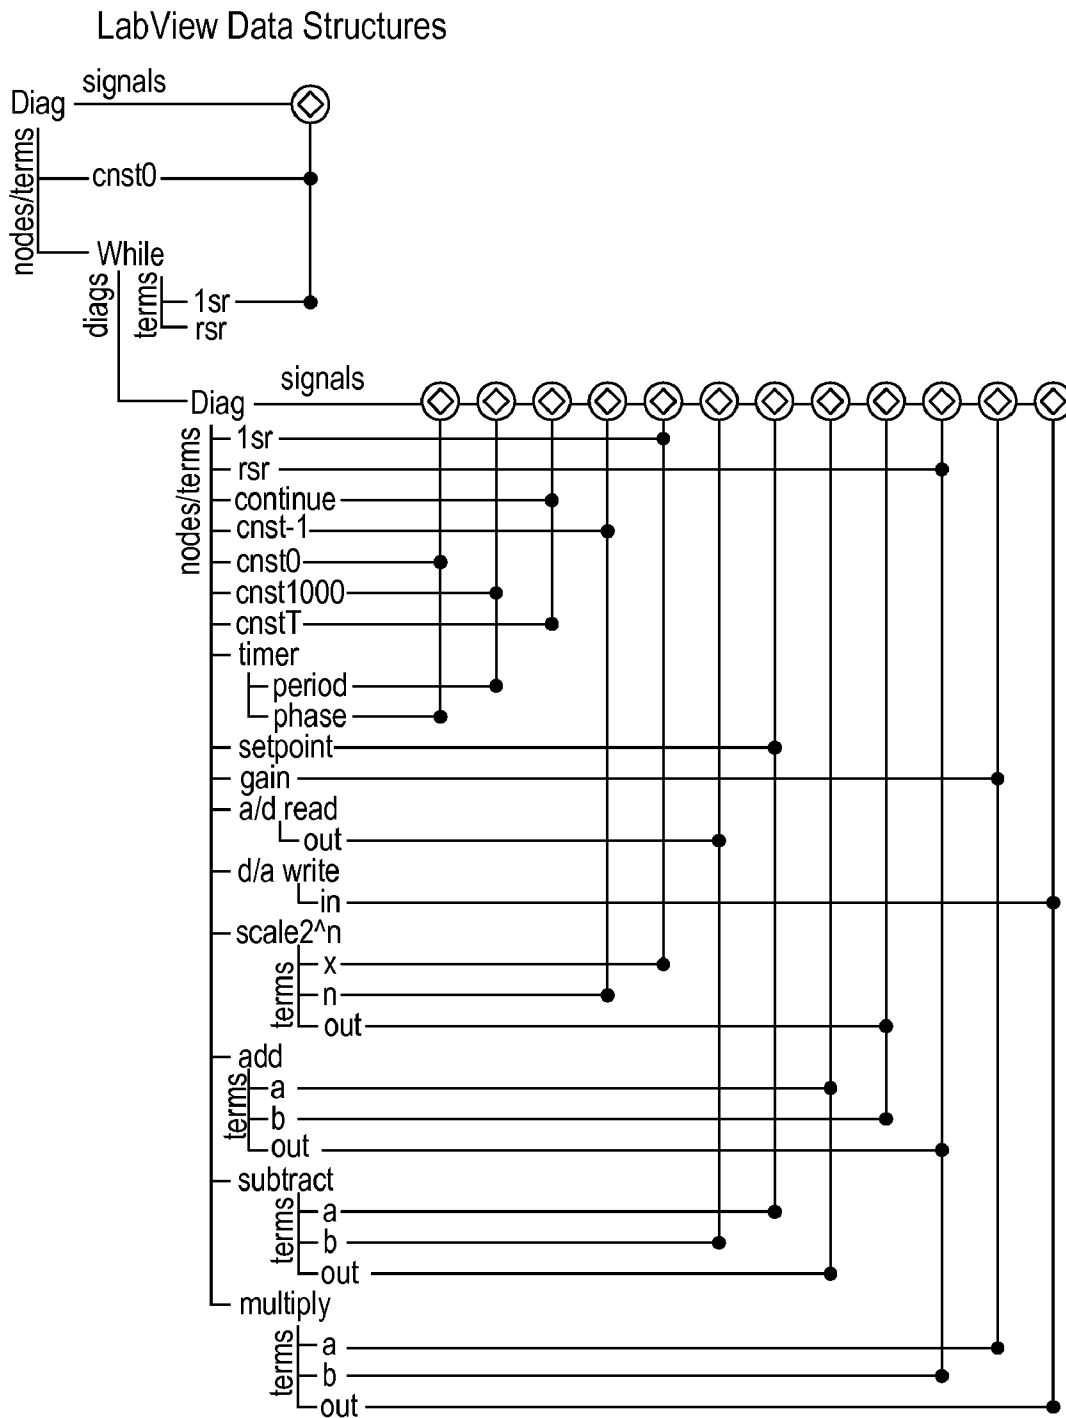 LabView Data Structures
signals
Diag
nodes/terms
cnst0
While
diags
terms
1sr
rsr
signals
Diag
nodes/terms
1sr
rsr
continue
cnst-1
cnst0
cnst1000
cnstT
timer
period
phase
setpoint
gain
a/d read
out
d/a write
in
scale2^n
terms
x
n
out
add
terms
a
b
out
subtract
terms
a
b
out
multiply
terms
a
b
out